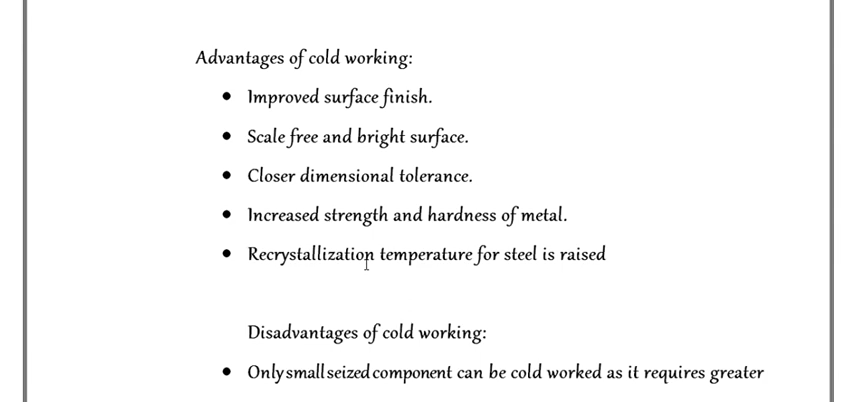 Advantages of cold working:
• Improved surface finish.
• Scale free and bright surface.
• Closer dimensional tolerance.
• Increased strength and hardness of metal.
• Recrystallization temperature for steel is raised
Disadvantages of cold working:
• Only small seized component can be cold worked as it requires greater